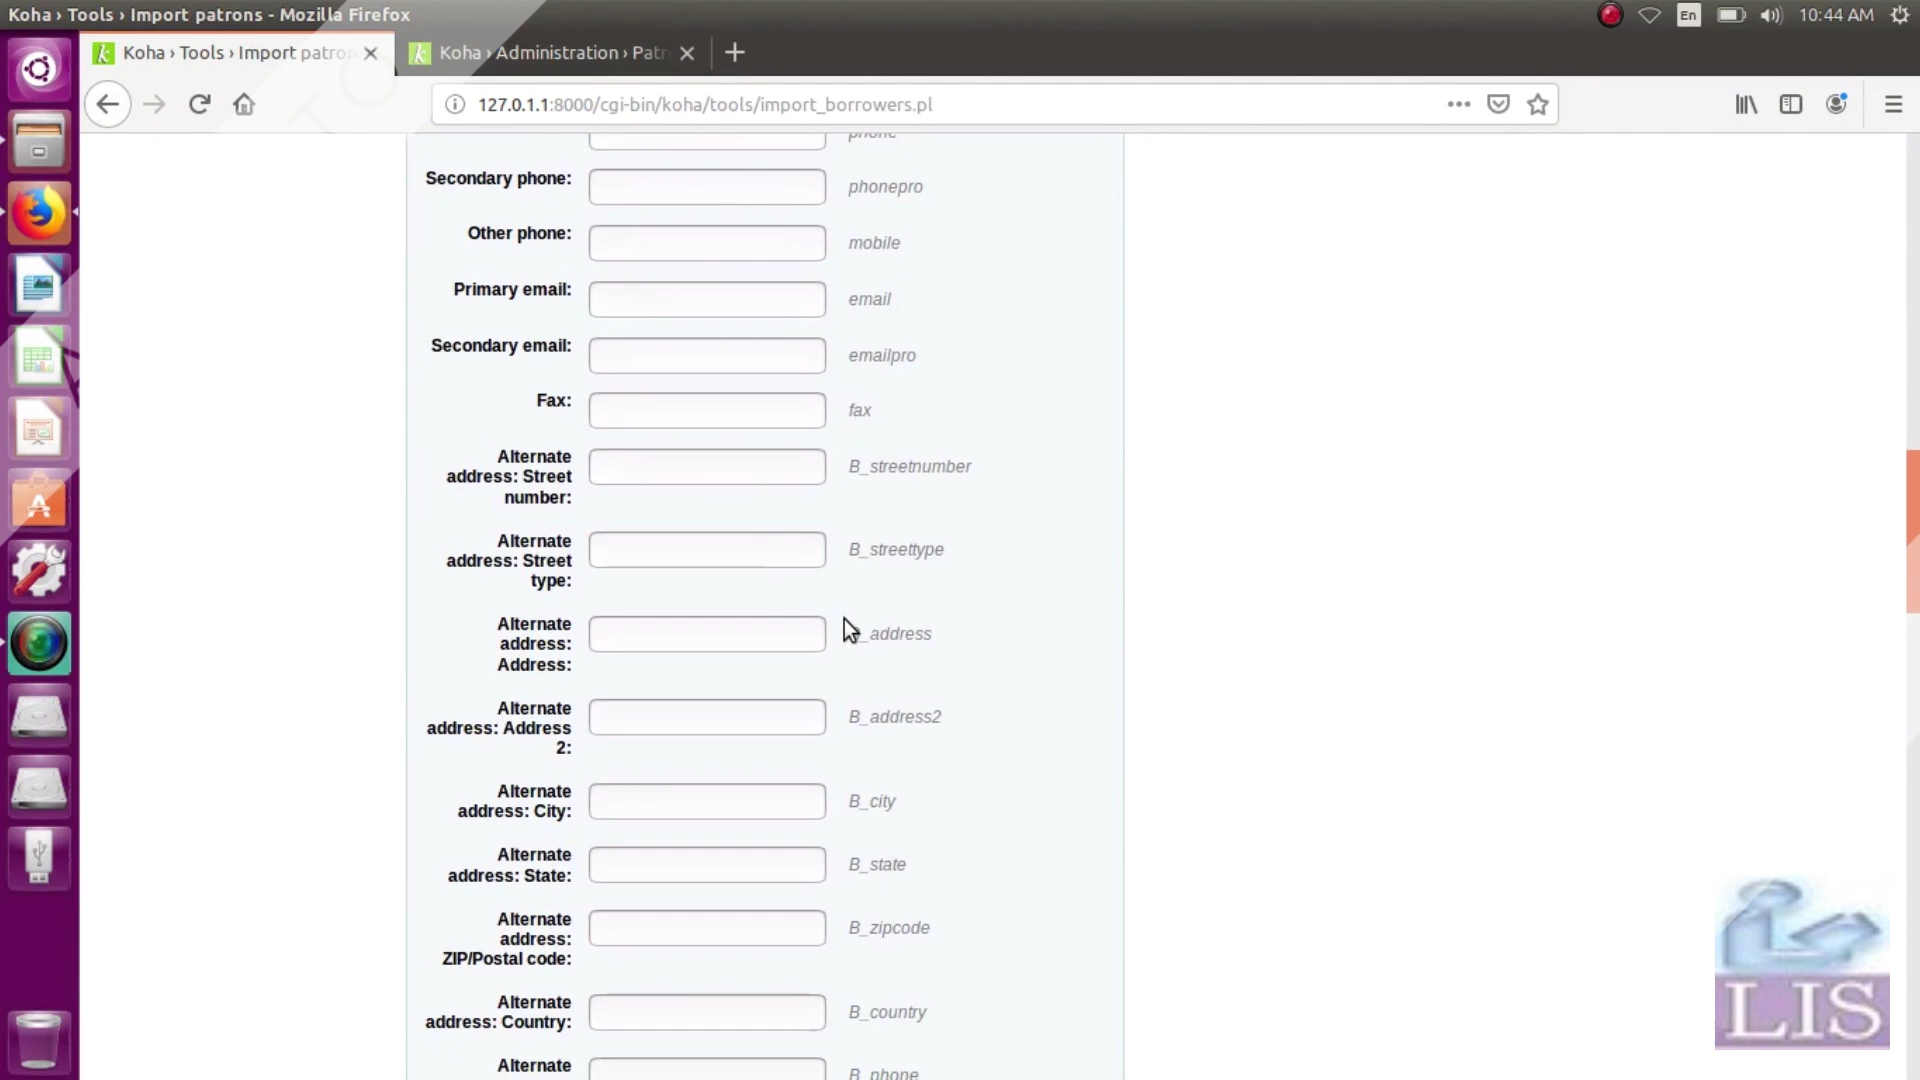 Koha › Tools › Import patrons - Mozilla Firefox
En
10:44 AM
Koha › Tools › Import patron
Koha › Administration › Patr
127.0.1.1:8000/cgi-bin/koha/tools/import_borrowers.pl
phone
Secondary phone:
phonepro
Other phone:
mobile
Primary email:
email
Secondary email:
emailpro
Fax:
fax
Alternate
address: Street
number:
B_streetnumber
Alternate
address: Street
type:
B_streettype
Alternate
address:
Address:
_address
Alternate
address: Address
2:
B_address2
Alternate
address: City:
B_city
Alternate
address: State:
B_state
Alternate
address:
ZIP/Postal code:
B_zipcode
Alternate
address: Country:
B_country
Alternate
B_phone
LIS